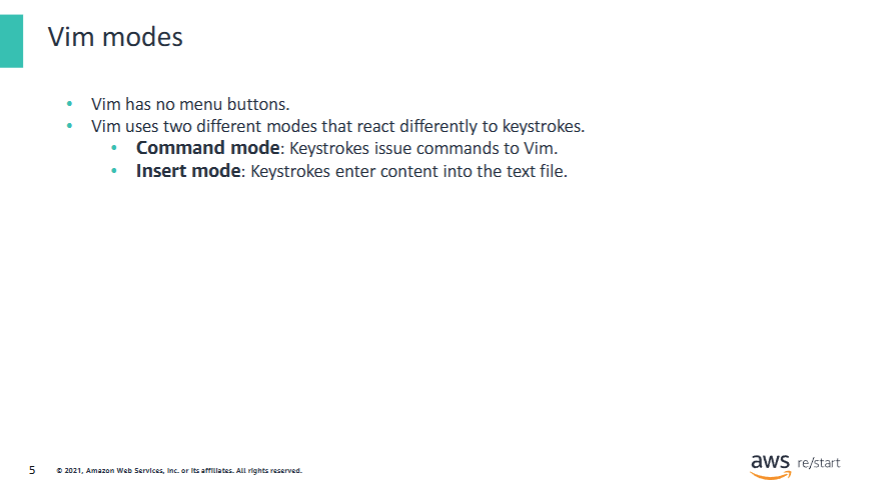 Vim modes
• Vim has no menu buttons.
• Vim uses two different modes that react differently to keystrokes.
• Command mode: Keystrokes issue commands to Vim.
• Insert mode: Keystrokes enter content into the text file.
5 © 2021, Amazon Web Services, Inc. or its affiliates. All rights reserved.
aws re/start